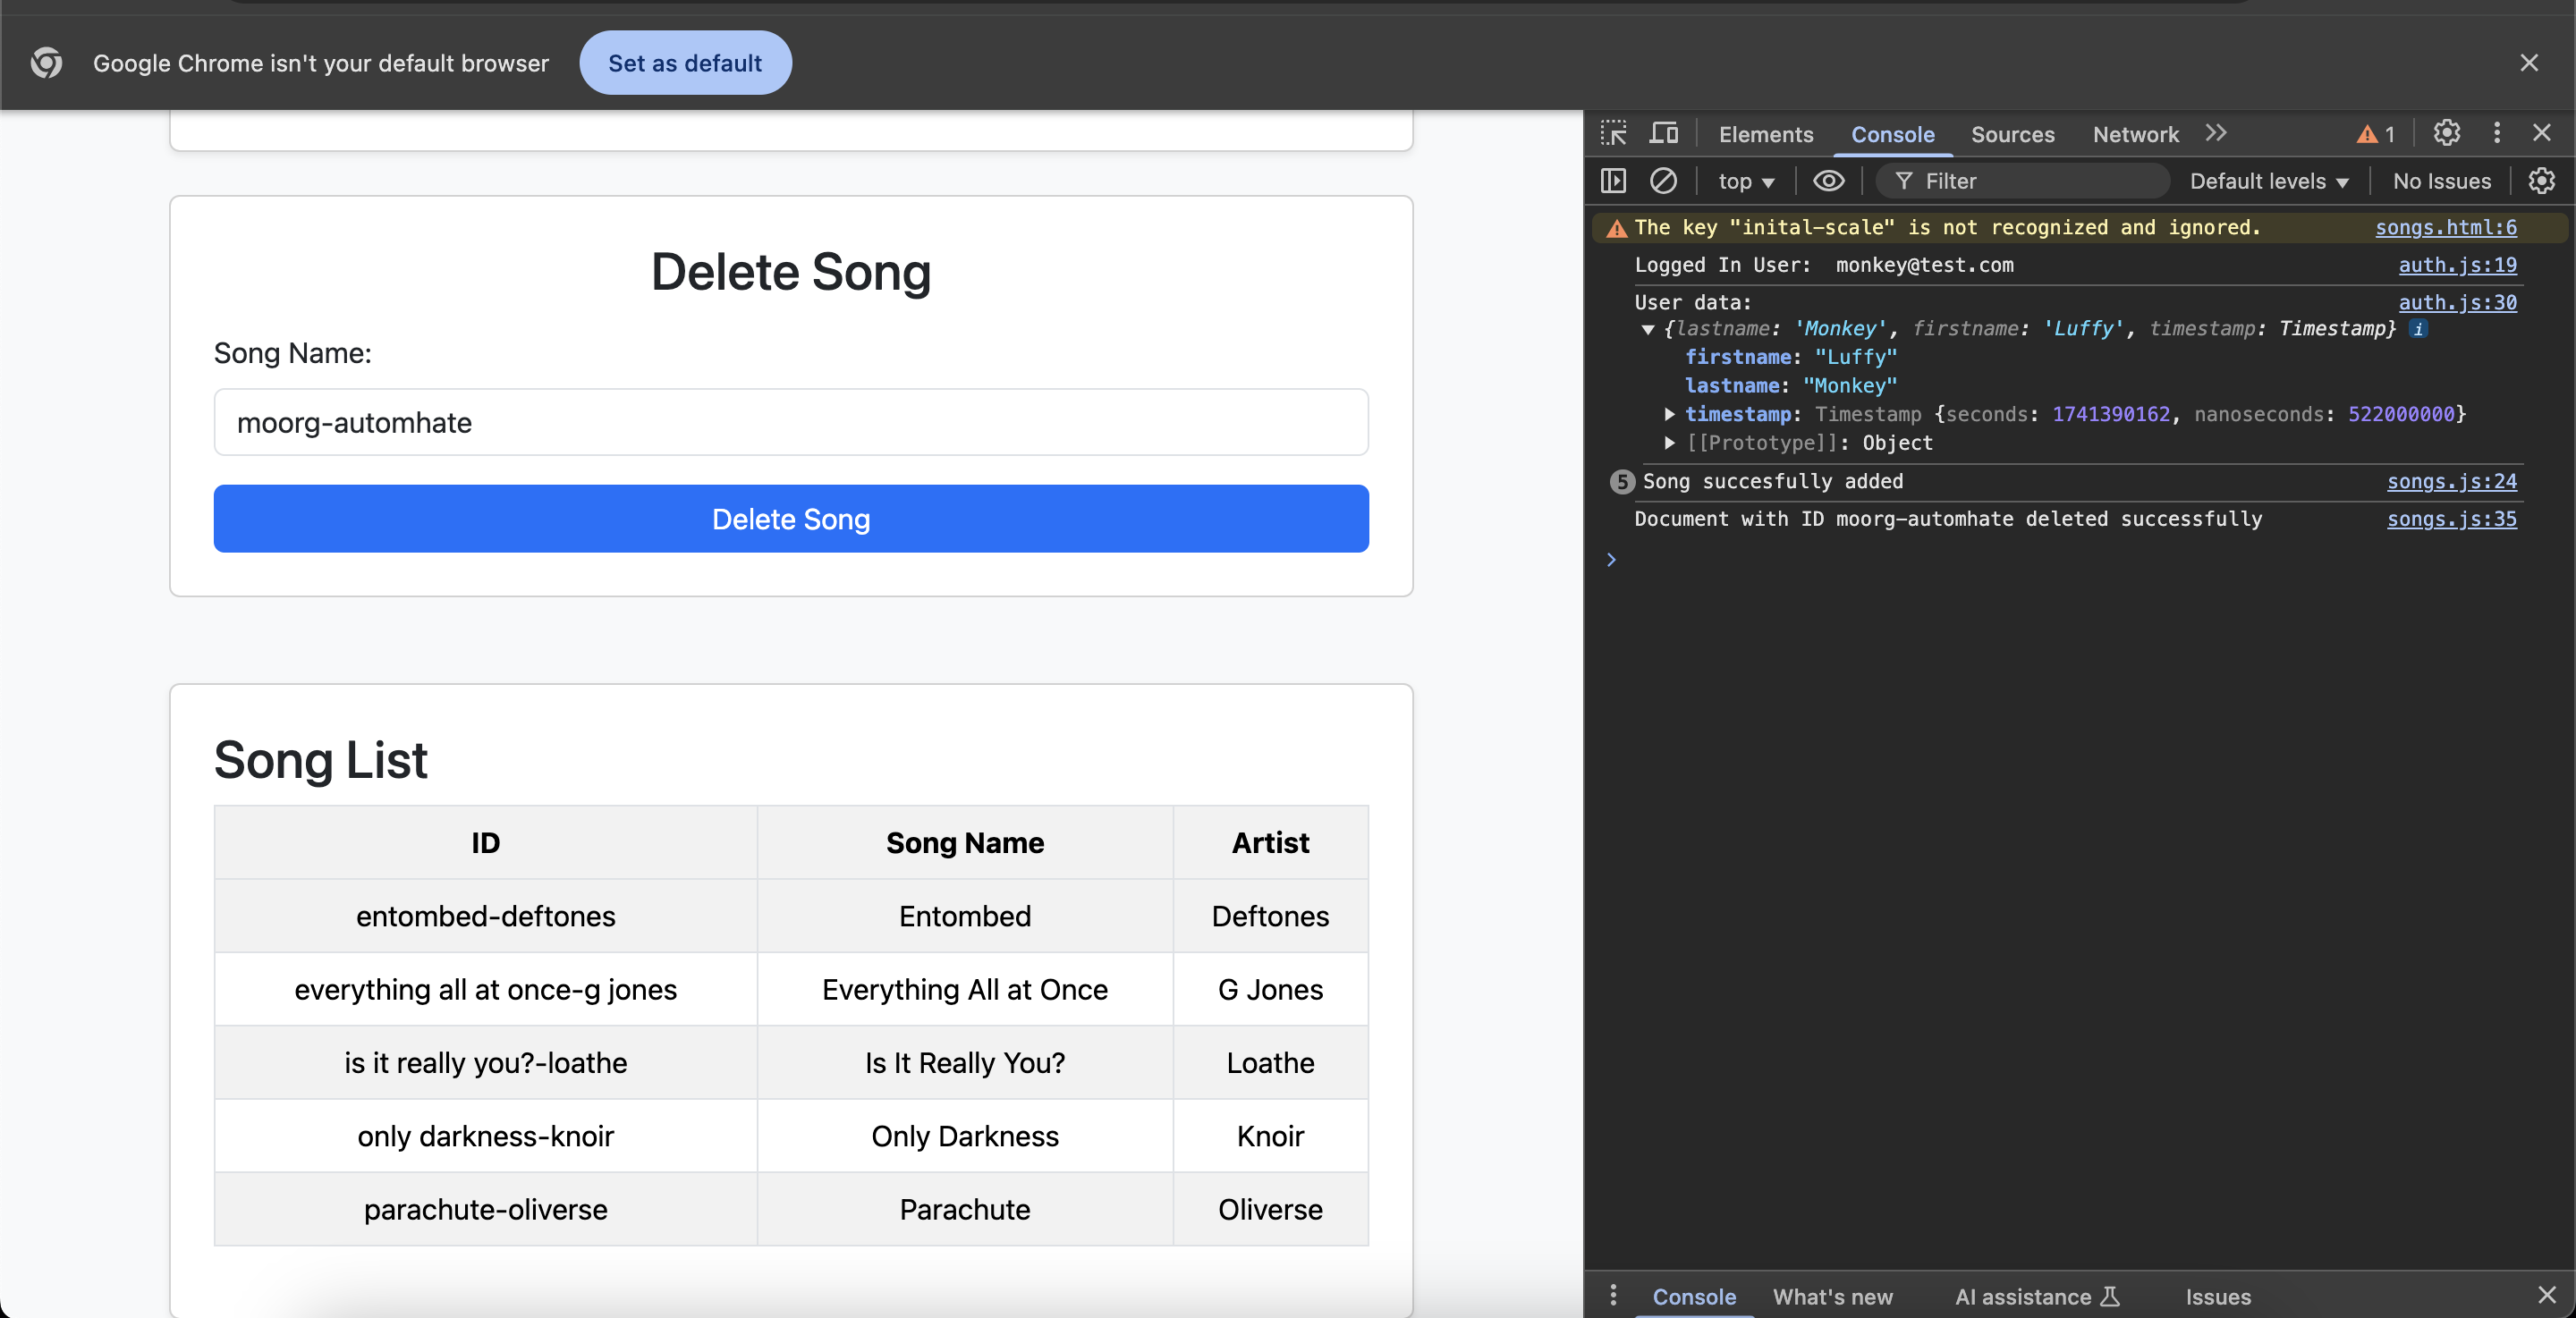 Google Chrome isn't your default browser Set as default
Delete Song
Song Name:
moorg-automhate
Delete Song
Song List
ID Song Name Artist
entombed-deftones Entombed Deftones
everything all at once-g jones Everything All at Once G Jones
is it really you?-loathe Is It Really You? Loathe
only darkness-knoir Only Darkness Knoir
parachute-oliverse Parachute Oliverse
Elements Console Sources Network 1
top Filter Default levels No Issues
The key "inital-scale" is not recognized and ignored. songs.html:6
Logged In User: monkey@test.com auth.js:19
User data: auth.js:30
{lastname: 'Monkey', firstname: 'Luffy', timestamp: Timestamp} i
firstname: "Luffy"
lastname: "Monkey"
timestamp: Timestamp {seconds: 1741390162, nanoseconds: 522000000}
[[Prototype]]: Object
5 Song succesfully added songs.js:24
Document with ID moorg-automhate deleted successfully songs.js:35
Console What's new AI assistance Issues